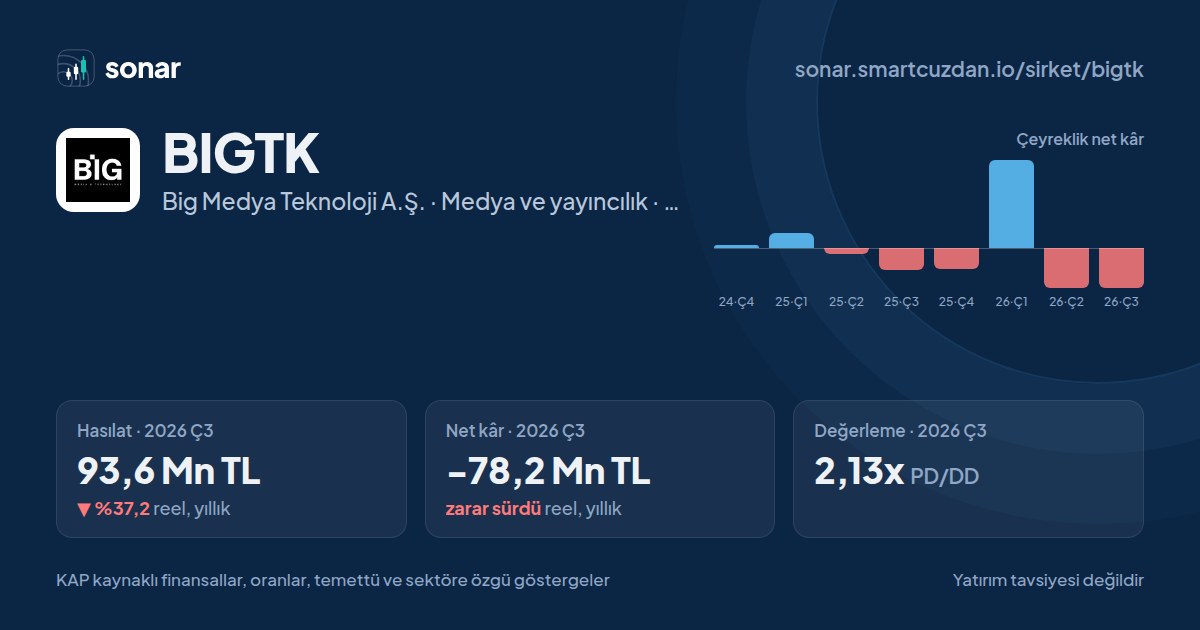 sonar
sonar.smartcuzdan.io/sirket/bigtk
BIG
BIGTK
Big Medya Teknoloji A.Ş. · Medya ve yayıncılık · …
Çeyreklik net kâr
24·Ç4 25·Ç1 25·Ç2 25·Ç3 25·Ç4 26·Ç1 26·Ç2 26·Ç3
Hasılat · 2026 Ç3
93,6 Mn TL
▼ %37,2 reel, yıllık
Net kâr · 2026 Ç3
−78,2 Mn TL
zarar sürdü reel, yıllık
Değerleme · 2026 Ç3
2,13x PD/DD
KAP kaynaklı finansallar, oranlar, temettü ve sektöre özgü göstergeler
Yatırım tavsiyesi değildir